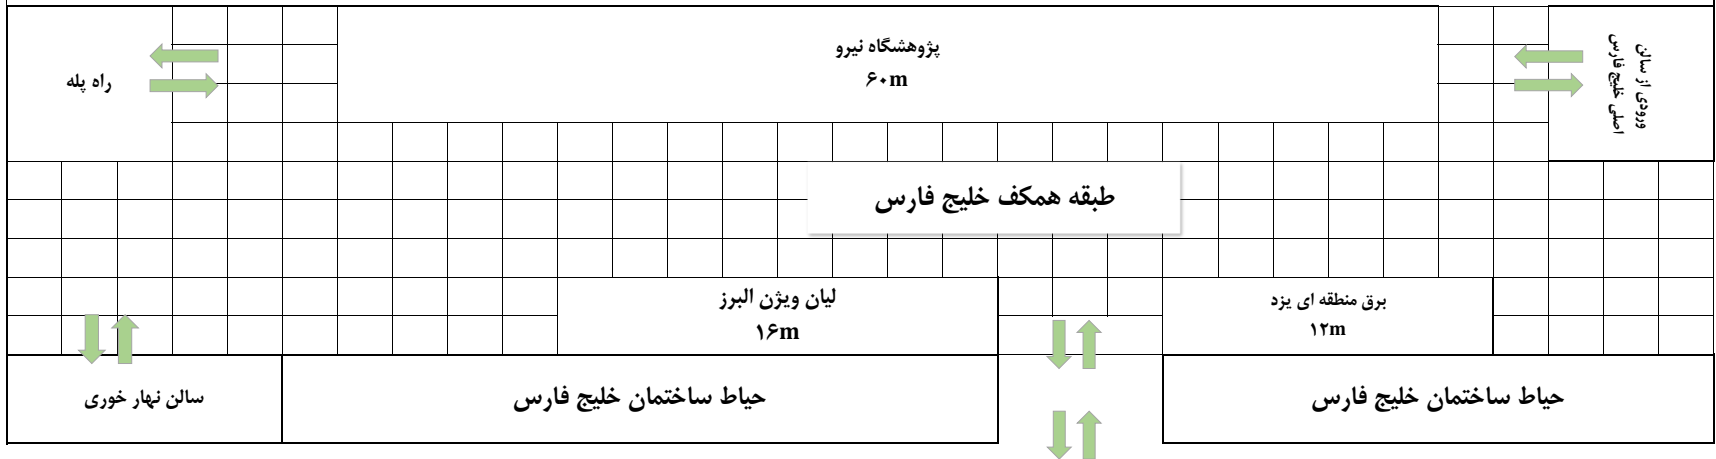 ورودی از سالن
اصلی خلیج فارس
پژوهشگاه نیرو
۶۰m
راه پله
طبقه همکف خلیج فارس
برق منطقه ای یزد
۱۲m
لیان ویژن البرز
۱۶m
حیاط ساختمان خلیج فارس
حیاط ساختمان خلیج فارس
سالن نهار خوری